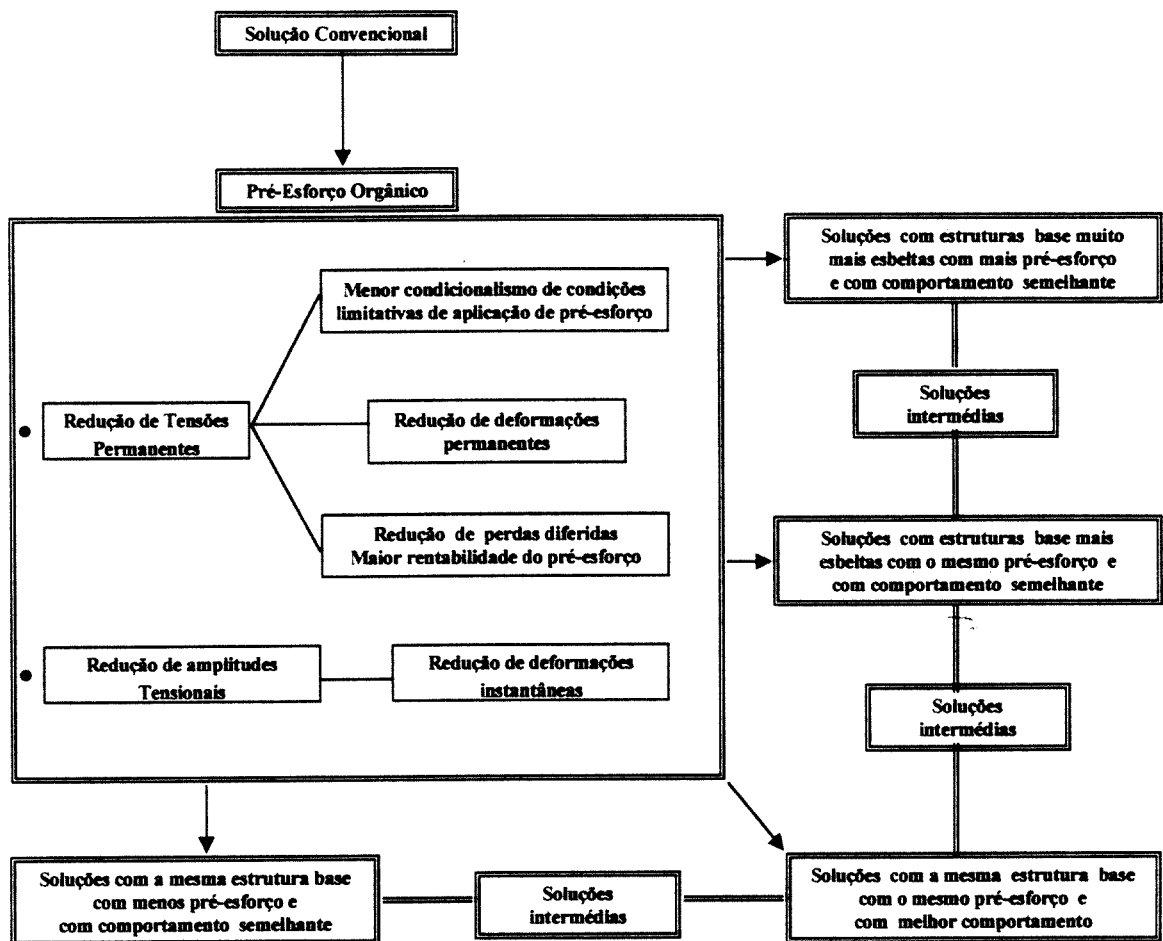 Solução Convencional
Pré-Esforço Orgânico
Menor condicionalismo de condições
limitativas de aplicação de pré-esforço
Redução de Tensões
Permanentes
Redução de deformações
permanentes
Redução de perdas diferidas
Maior rentabilidade do pré-esforço
Redução de amplitudes
Tensionais
Redução de deformações
instantâneas
Soluções com estruturas base muito
mais esbeltas com mais pré-esforço
e com comportamento semelhante
Soluções
intermédias
Soluções com estruturas base mais
esbeltas com o mesmo pré-esforço e
com comportamento semelhante
Soluções
intermédias
Soluções com a mesma estrutura base
com menos pré-esforço e
com comportamento semelhante
Soluções
intermédias
Soluções com a mesma estrutura base
com o mesmo pré-esforço e
com melhor comportamento